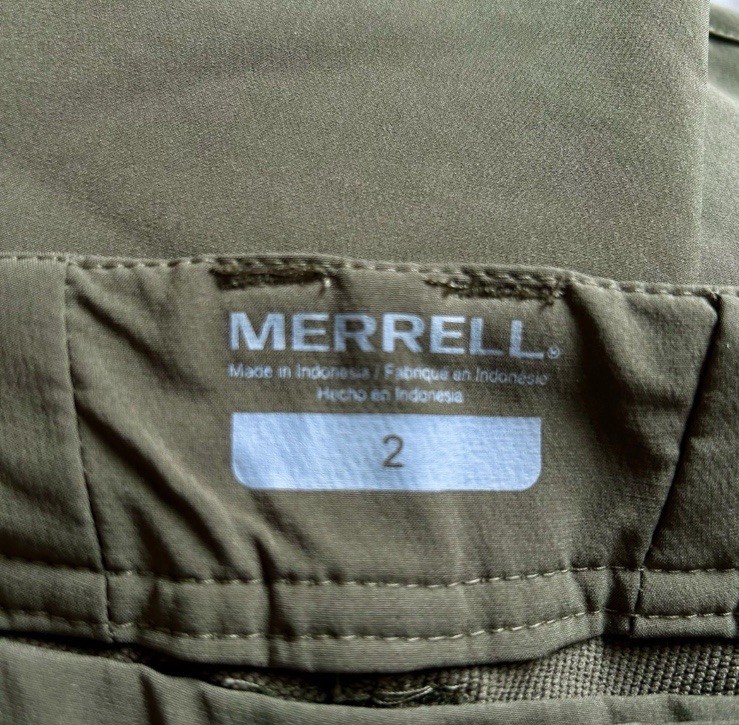 MERRELL®
Made in Indonesia / Fabriqué en Indonésie
Hecho en Indonesia
2